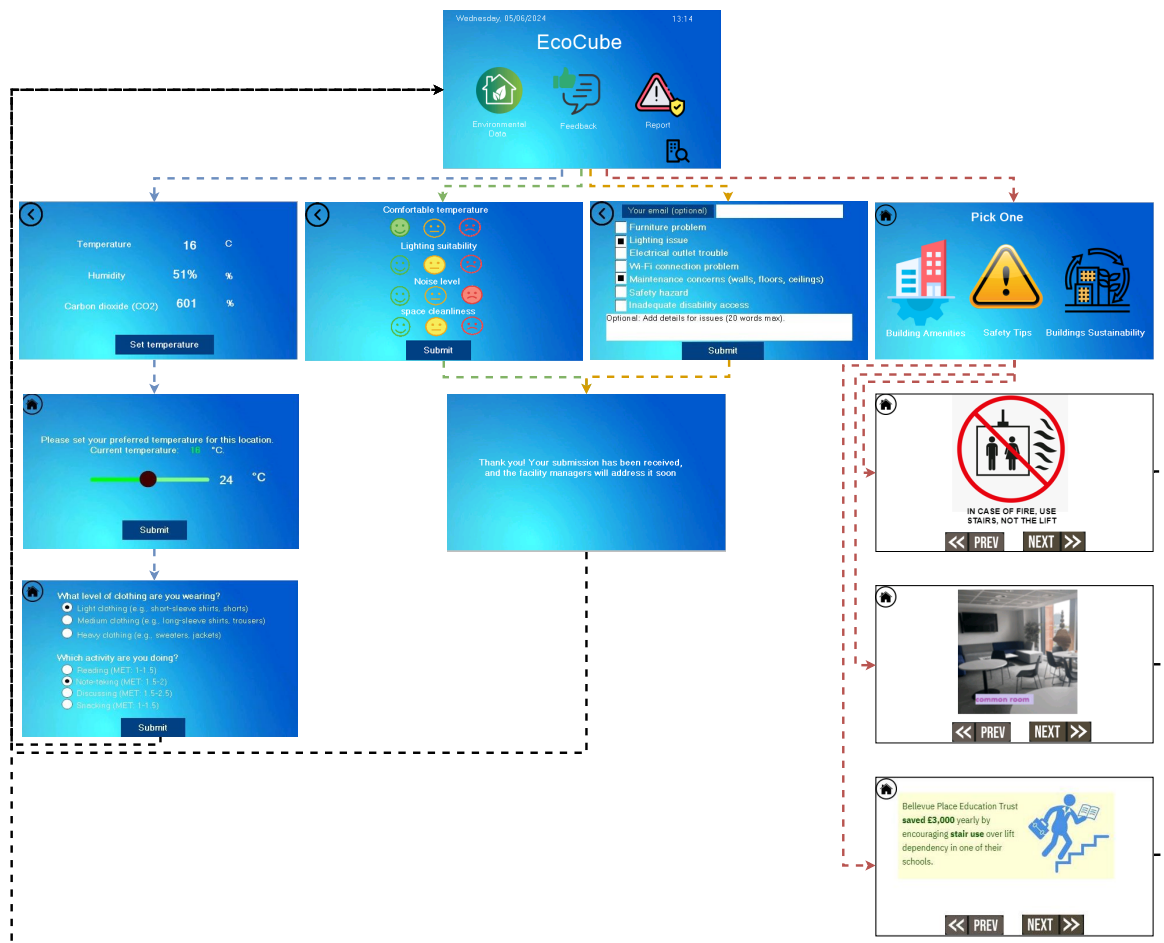 Wednesday, 05/06/2024 13:14
EcoCube
Environmental
Data
Feedback
Report
Temperature 16 C
Humidity 51% %
Carbon dioxide (CO2) 601 %
Set temperature
Comfortable temperature
Lighting suitability
Noise level
space cleanliness
Submit
Your email (optional)
Furniture problem
Lighting issue
Electrical outlet trouble
Wi-Fi connection problem
Maintenance concerns (walls, floors, ceilings)
Safety hazard
Inadequate disability access
Optional: Add details for issues (20 words max).
Submit
Pick One
Building Amenities
Safety Tips
Buildings Sustainability
Please set your preferred temperature for this location.
Current temperature: 16 °C.
24 °C
Submit
Thank you! Your submission has been received,
and the facility managers will address it soon
IN CASE OF FIRE, USE
STAIRS, NOT THE LIFT
<< PREV NEXT >>
What level of clothing are you wearing?
Light clothing (e.g., short-sleeve shirts, shorts)
Medium clothing (e.g., long-sleeve shirts, trousers)
Heavy clothing (e.g., sweaters, jackets)
Which activity are you doing?
Reading (MET: 1-1.5)
Note-taking (MET: 1.5-2)
Discussing (MET: 1.5-2.5)
Snacking (MET: 1-1.5)
Submit
common room
<< PREV NEXT >>
Bellevue Place Education Trust
saved £3,000 yearly by
encouraging stair use over lift
dependency in one of their
schools.
<< PREV NEXT >>